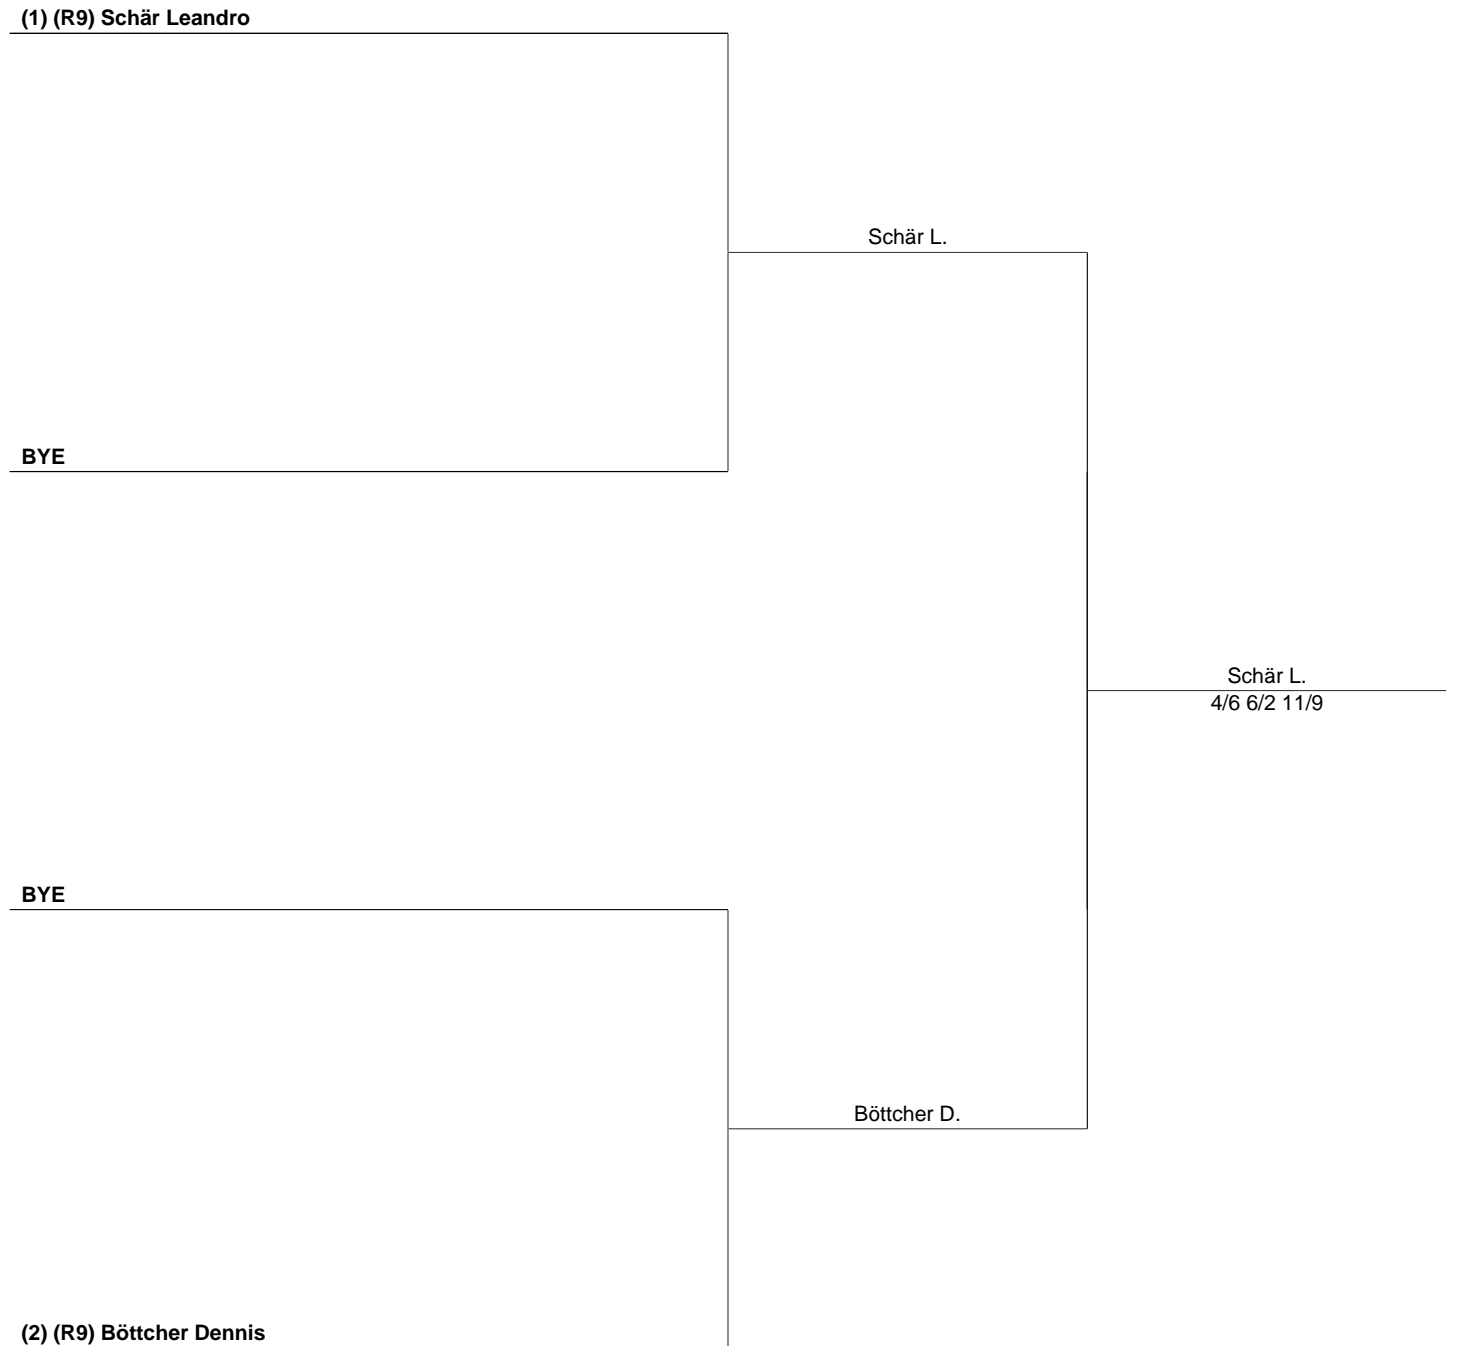 (1) (R9) Schär Leandro
Schär L.
BYE
Schär L.
4/6 6/2 11/9
BYE
Böttcher D.
(2) (R9) Böttcher Dennis